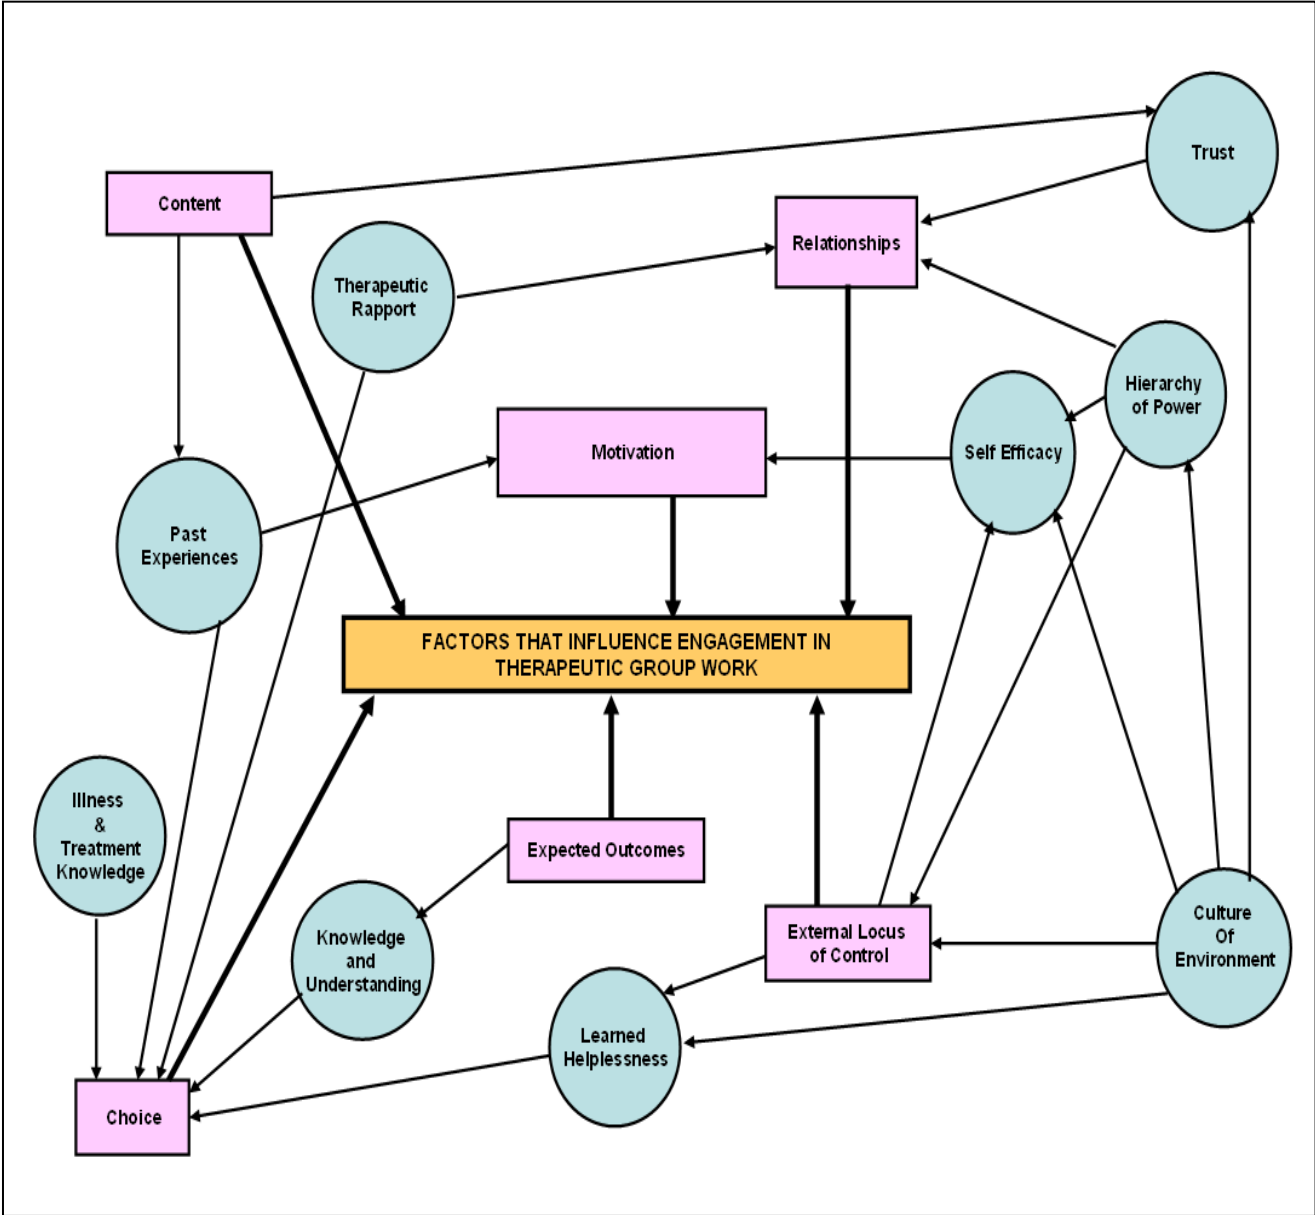 Trust
Content
Relationships
Therapeutic
Rapport
Hierarchy
of Power
Motivation
Self Efficacy
Past
Experiences
FACTORS THAT INFLUENCE ENGAGEMENT IN
THERAPEUTIC GROUP WORK
Illness
&
Treatment
Knowledge
Expected Outcomes
Knowledge
and
Understanding
External Locus
of Control
Culture
Of
Environment
Learned
Helplessness
Choice